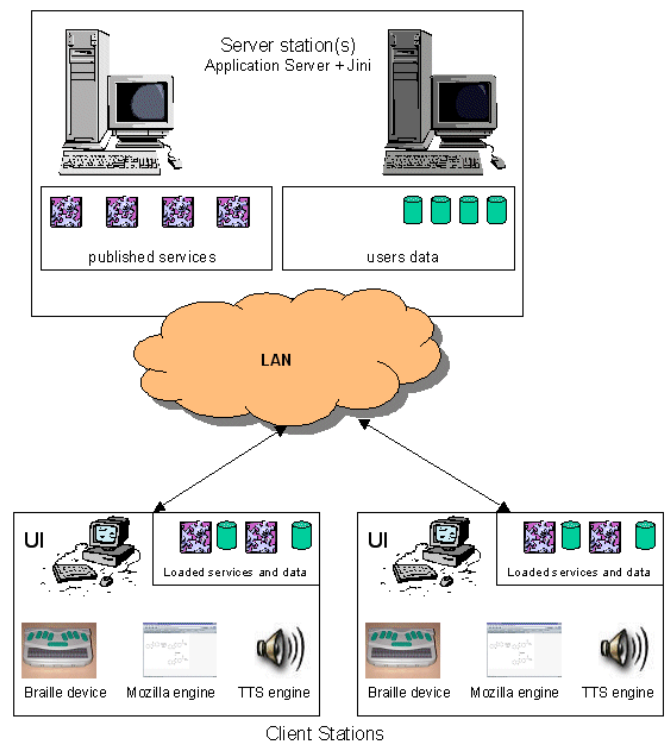 Server station(s)
Application Server + Jini
published services
users data
LAN
UI
Loaded services and data
Braille device
Mozilla engine
TTS engine
UI
Loaded services and data
Braille device
Mozilla engine
TTS engine
Client Stations